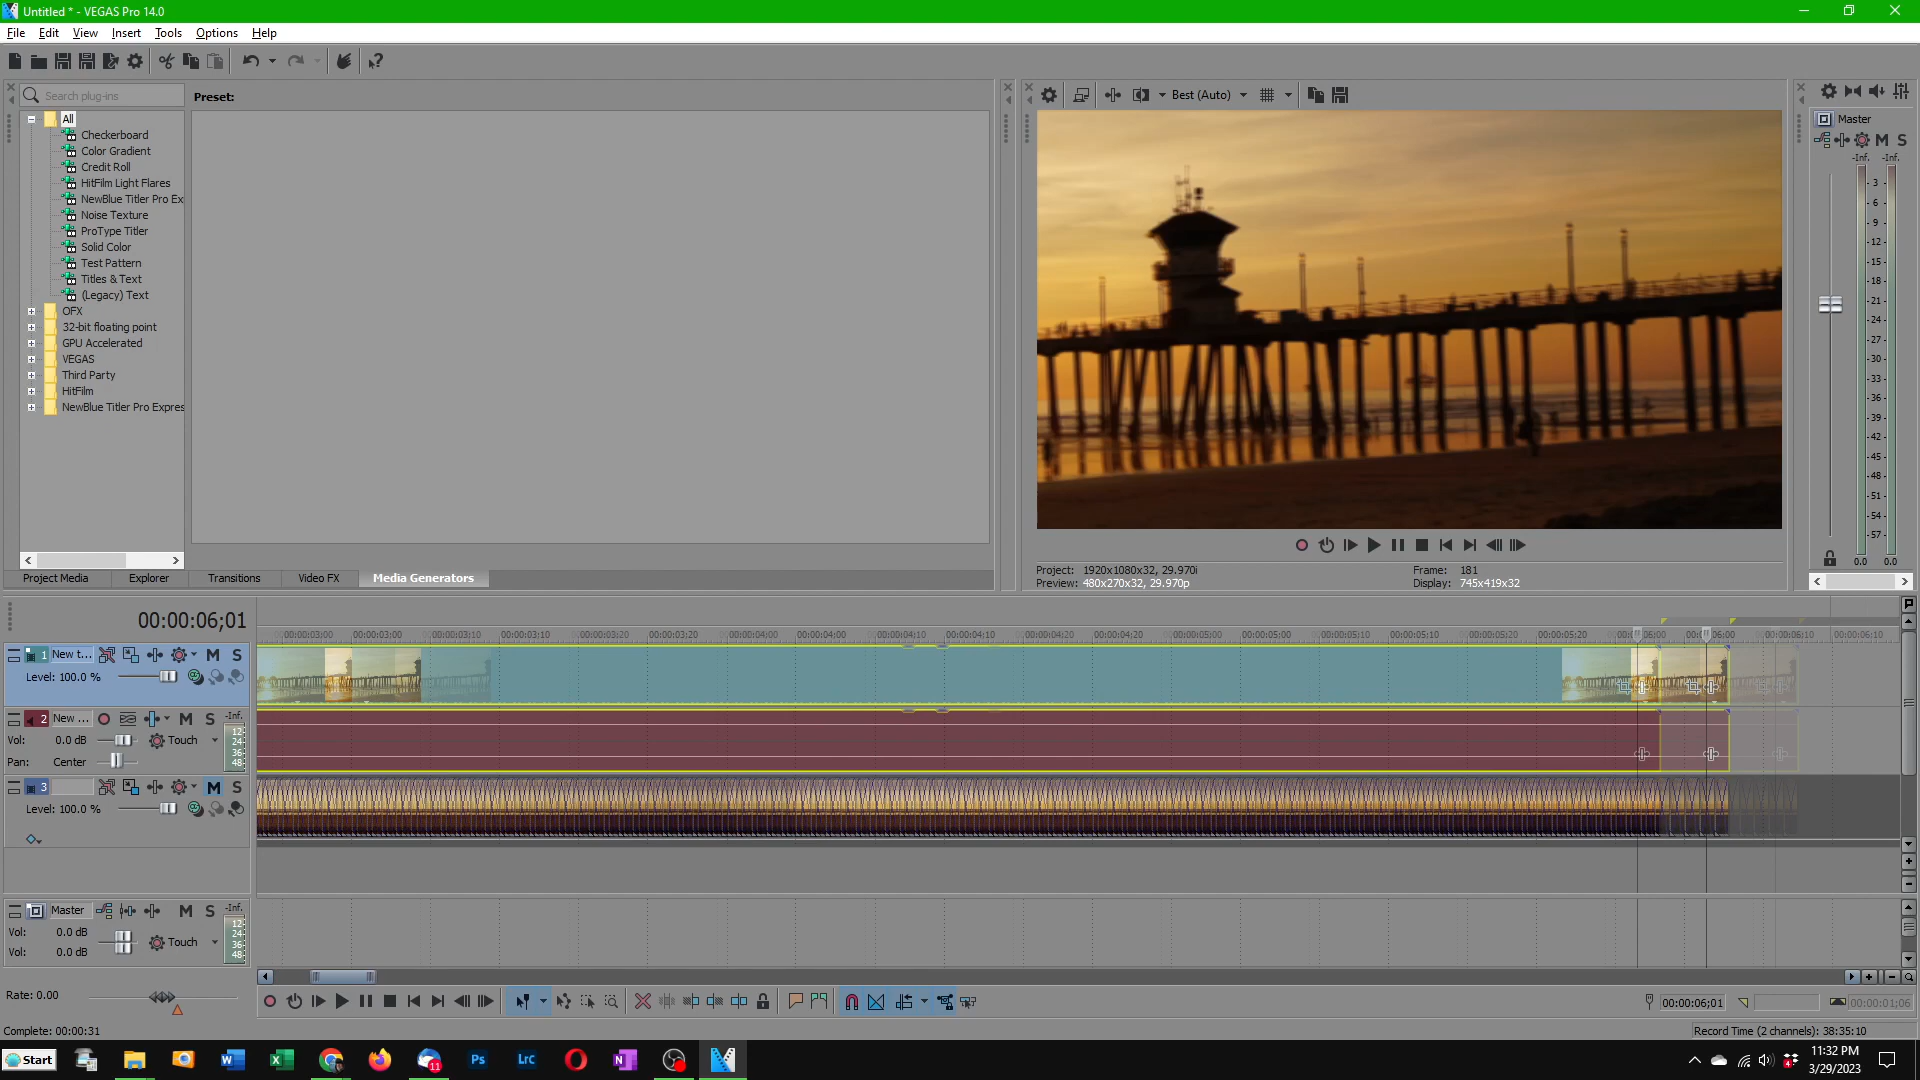 Untitled * - VEGAS Pro 14.0
File Edit View Insert Tools Options Help
Search plug-ins
Preset:
All
Checkerboard
Color Gradient
Credit Roll
HitFilm Light Flares
NewBlue Titler Pro Ex
Noise Texture
ProType Titler
Solid Color
Test Pattern
Titles & Text
(Legacy) Text
OFX
32-bit floating point
GPU Accelerated
VEGAS
Third Party
HitFilm
NewBlue Titler Pro Expres
Project Media Explorer Transitions Video FX Media Generators
Best (Auto)
Project: 1920x1080x32, 29.970i
Preview: 480x270x32, 29.970p
Frame: 181
Display: 745x419x32
Master
M S
-Inf. -Inf.
3
6
9
12
15
18
21
24
27
30
33
36
39
42
45
48
51
54
57
0.0 0.0
00:00:06;01
00:00:03:00 00:00:03:10 00:00:03:20 00:00:04:00 00:00:04:10 00:00:04:20 00:00:05:00 00:00:05:10 00:00:05:20 00:00:06:00 00:00:06:10
1 New t... M S
Level: 100.0 %
2 New ... M S -Inf.
Vol: 0.0 dB Touch
Pan: Center
12
24
36
48
3 M S
Level: 100.0 %
Master M S -Inf.
Vol: 0.0 dB
Vol: 0.0 dB
Touch
12
24
36
48
Rate: 0.00
00:00:06;01
00:00:01;06
Complete: 00:00:31
Record Time (2 channels): 38:35:10
Start
11
Ps
Lrc
N
11:32 PM
3/29/2023